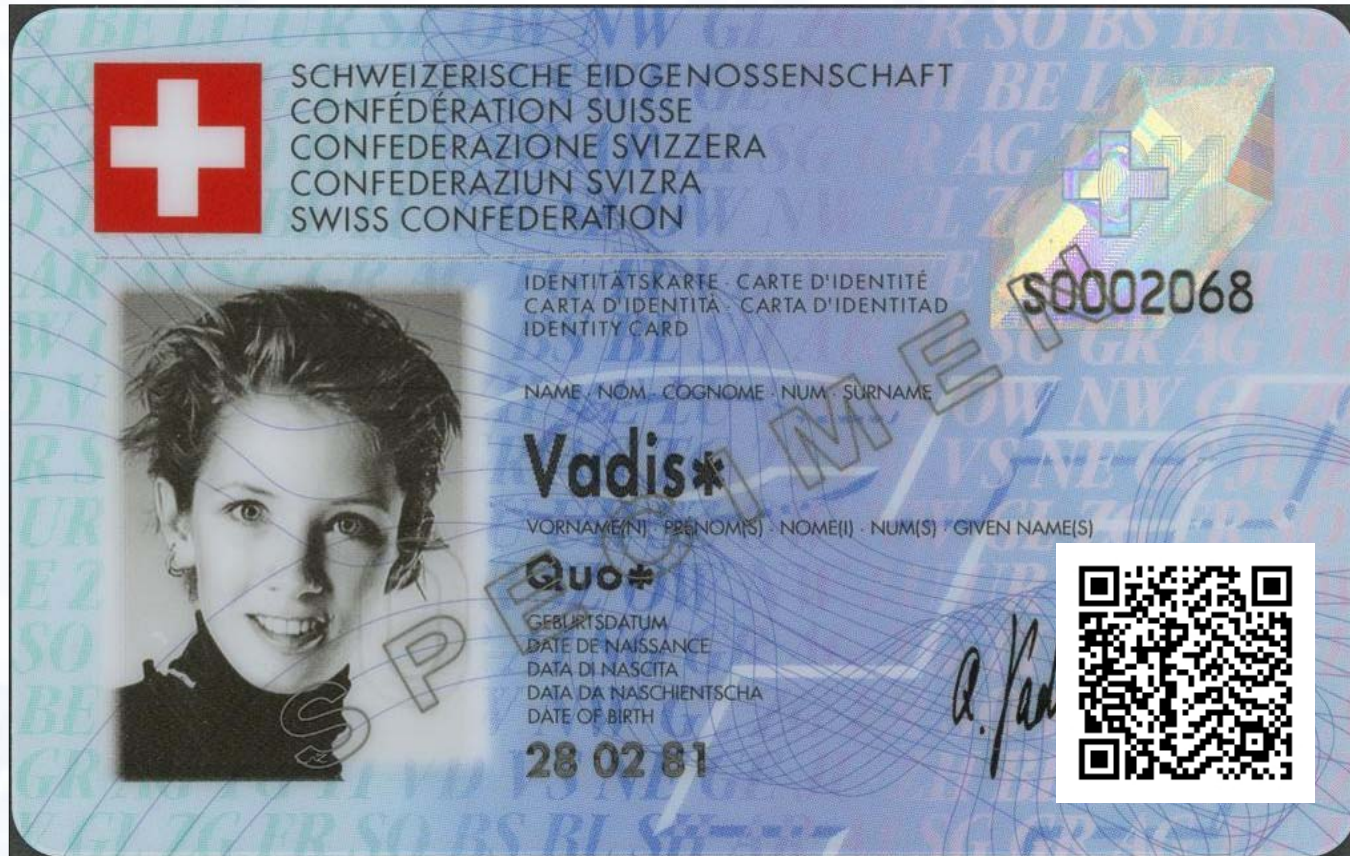 SCHWEIZERISCHE EIDGENOSSENSCHAFT
CONFÉDÉRATION SUISSE
CONFEDERAZIONE SVIZZERA
CONFEDERAZIUN SVIZRA
SWISS CONFEDERATION
IDENTITÄTSKARTE · CARTE D'IDENTITÉ
CARTA D'IDENTITÀ · CARTA D'IDENTITAD
IDENTITY CARD
S0002068
NAME · NOM · COGNOME · NUM · SURNAME
Vadis*
VORNAME(N) · PRÉNOM(S) · NOME(I) · NUM(S) · GIVEN NAME(S)
Quo*
GEBURTSDATUM
DATE DE NAISSANCE
DATA DI NASCITA
DATA DA NASCHIENTSCHA
DATE OF BIRTH
28 02 81
SPECIMEN